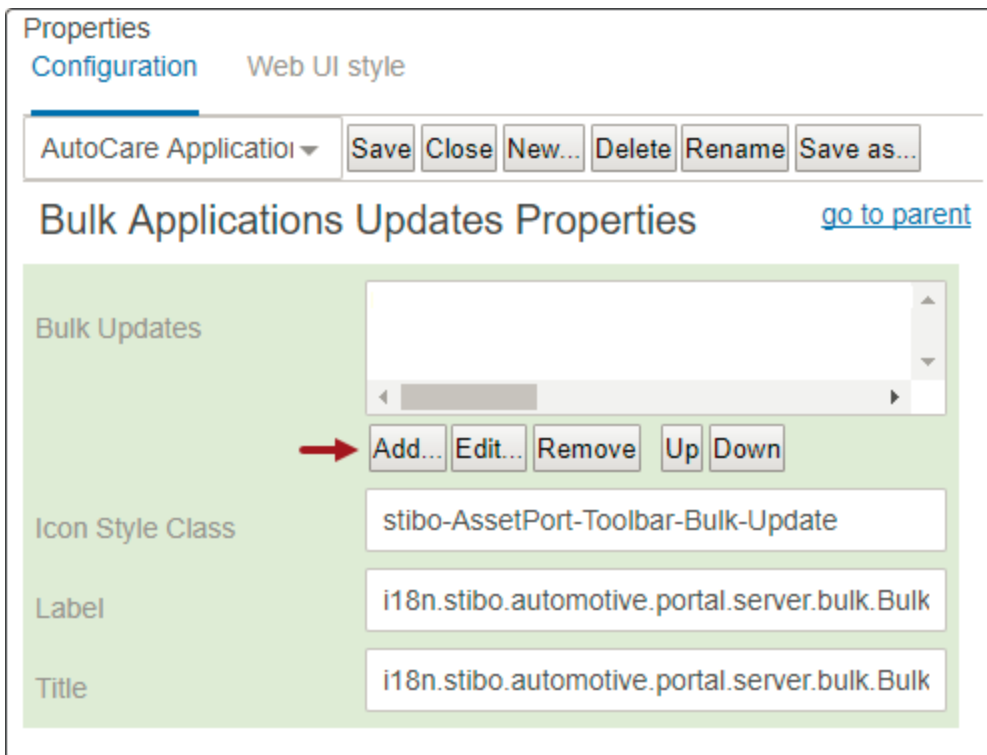 Properties
Configuration Web UI style
AutoCare Application Save Close New... Delete Rename Save as...
Bulk Applications Updates Properties go to parent
Bulk Updates
Add... Edit... Remove Up Down
Icon Style Class stibo-AssetPort-Toolbar-Bulk-Update
Label i18n.stibo.automotive.portal.server.bulk.Bulk
Title i18n.stibo.automotive.portal.server.bulk.Bulk